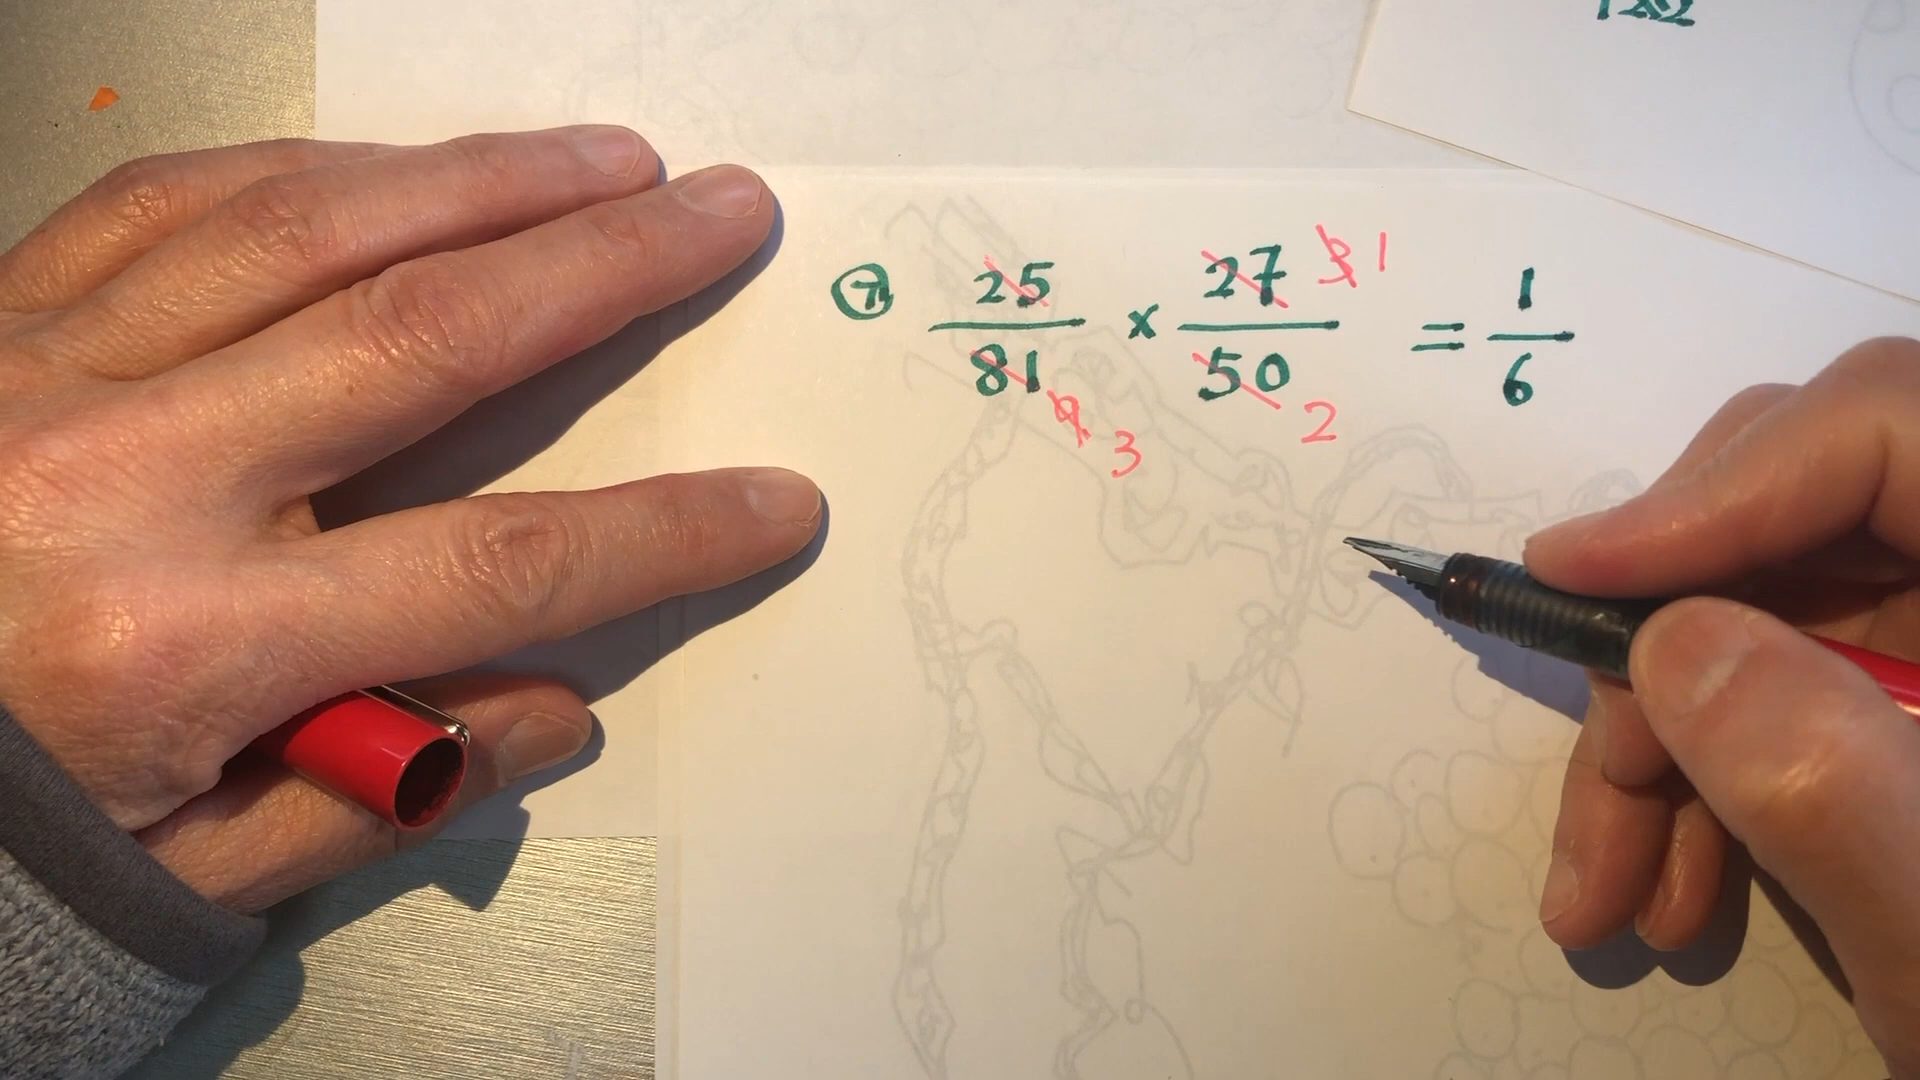 ⑦ 25/81 × 27/50 = 1/6
3 1
9 3
2